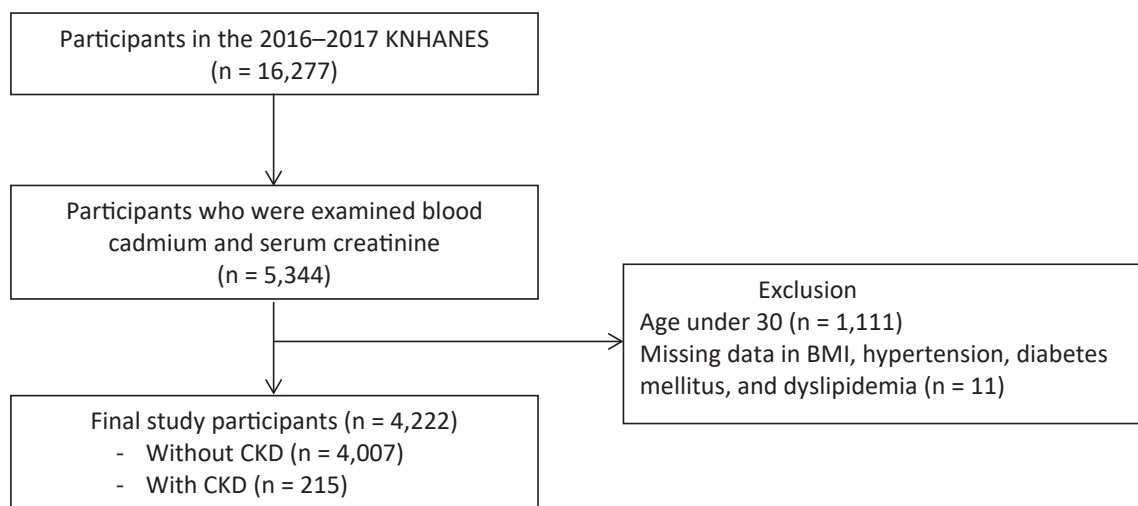 Participants in the 2016–2017 KNHANES
(n = 16,277)
Participants who were examined blood
cadmium and serum creatinine
(n = 5,344)
Exclusion
Age under 30 (n = 1,111)
Missing data in BMI, hypertension, diabetes
mellitus, and dyslipidemia (n = 11)
Final study participants (n = 4,222)
- Without CKD (n = 4,007)
- With CKD (n = 215)